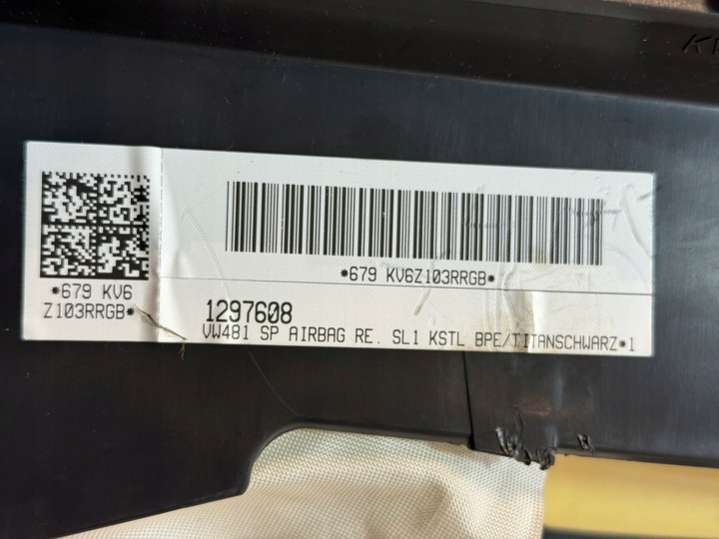 *679 KV6Z103RRGB*
*679 KV6
Z103RRGB*
1297608
VW481 SP AIRBAG RE. SL1 KSTL BPE/TITANSCHWARZ*1